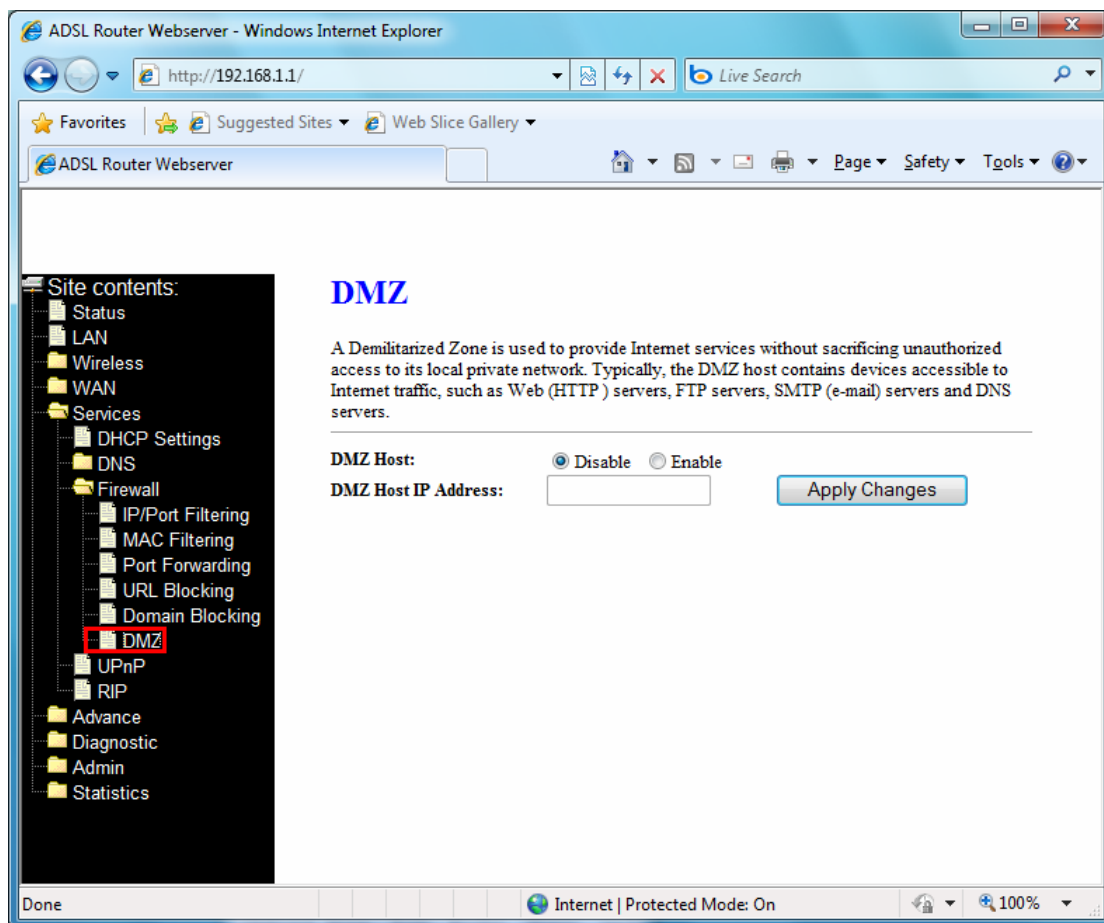 ADSL Router Webserver - Windows Internet Explorer
http://192.168.1.1/
Live Search
Favorites Suggested Sites Web Slice Gallery
ADSL Router Webserver
Page Safety Tools
Site contents:
Status
LAN
Wireless
WAN
Services
DHCP Settings
DNS
Firewall
IP/Port Filtering
MAC Filtering
Port Forwarding
URL Blocking
Domain Blocking
DMZ
UPnP
RIP
Advance
Diagnostic
Admin
Statistics
DMZ
A Demilitarized Zone is used to provide Internet services without sacrificing unauthorized
access to its local private network. Typically, the DMZ host contains devices accessible to
Internet traffic, such as Web (HTTP ) servers, FTP servers, SMTP (e-mail) servers and DNS
servers.
DMZ Host: Disable Enable
DMZ Host IP Address: Apply Changes
Done Internet | Protected Mode: On 100%